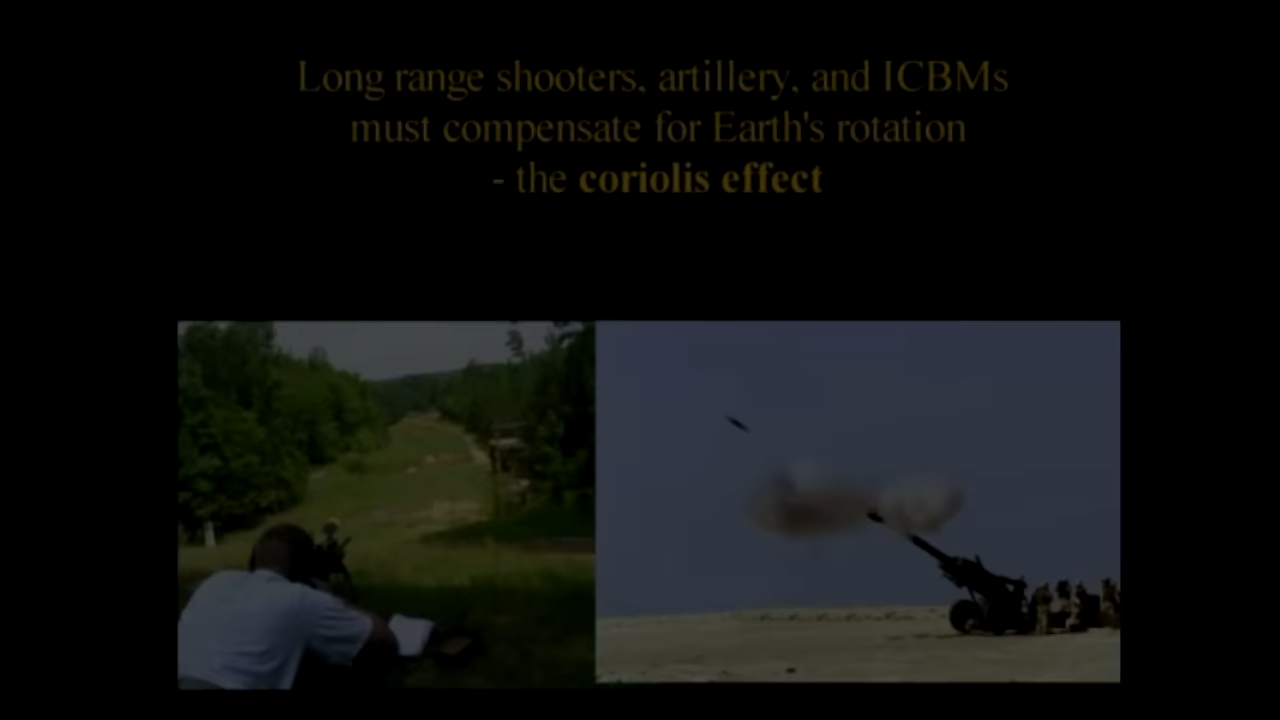 Long range shooters, artillery, and ICBMs
must compensate for Earth's rotation
- the coriolis effect